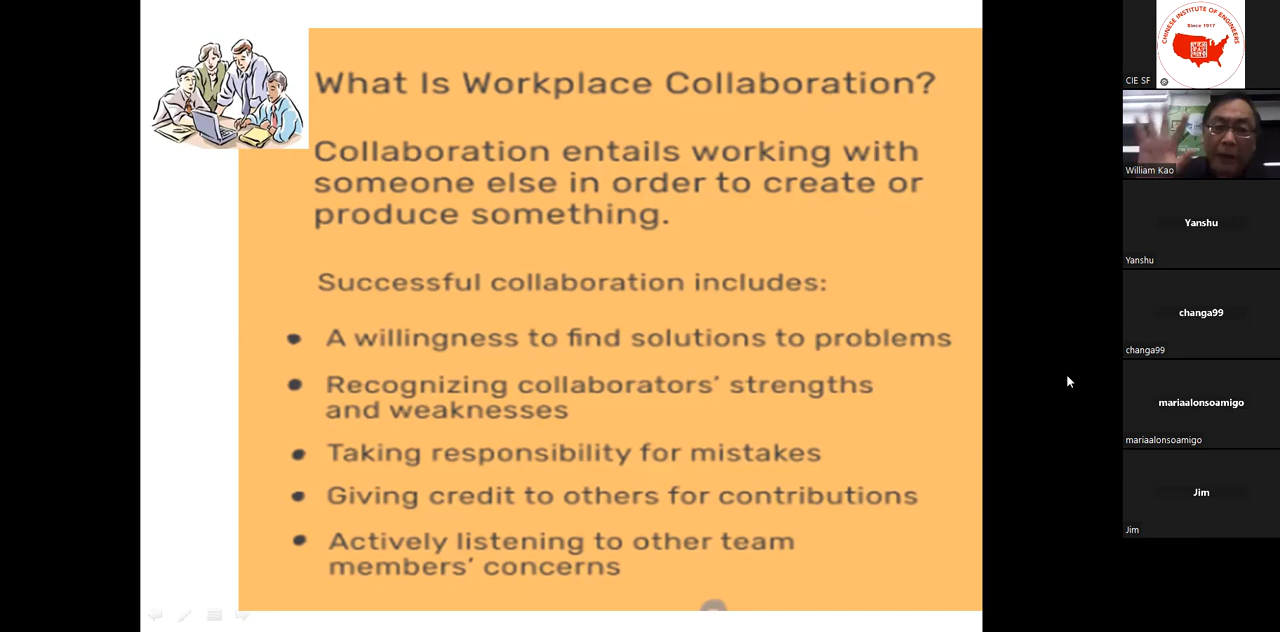 What Is Workplace Collaboration?
Collaboration entails working with
someone else in order to create or
produce something.
Successful collaboration includes:
A willingness to find solutions to problems
Recognizing collaborators' strengths
and weaknesses
Taking responsibility for mistakes
Giving credit to others for contributions
Actively listening to other team
members' concerns
CHINESE INSTITUTE OF ENGINEERS
Since 1917
CIE SF
William Kao
Yanshu
Yanshu
changa99
changa99
mariaalonsoamigo
mariaalonsoamigo
Jim
Jim